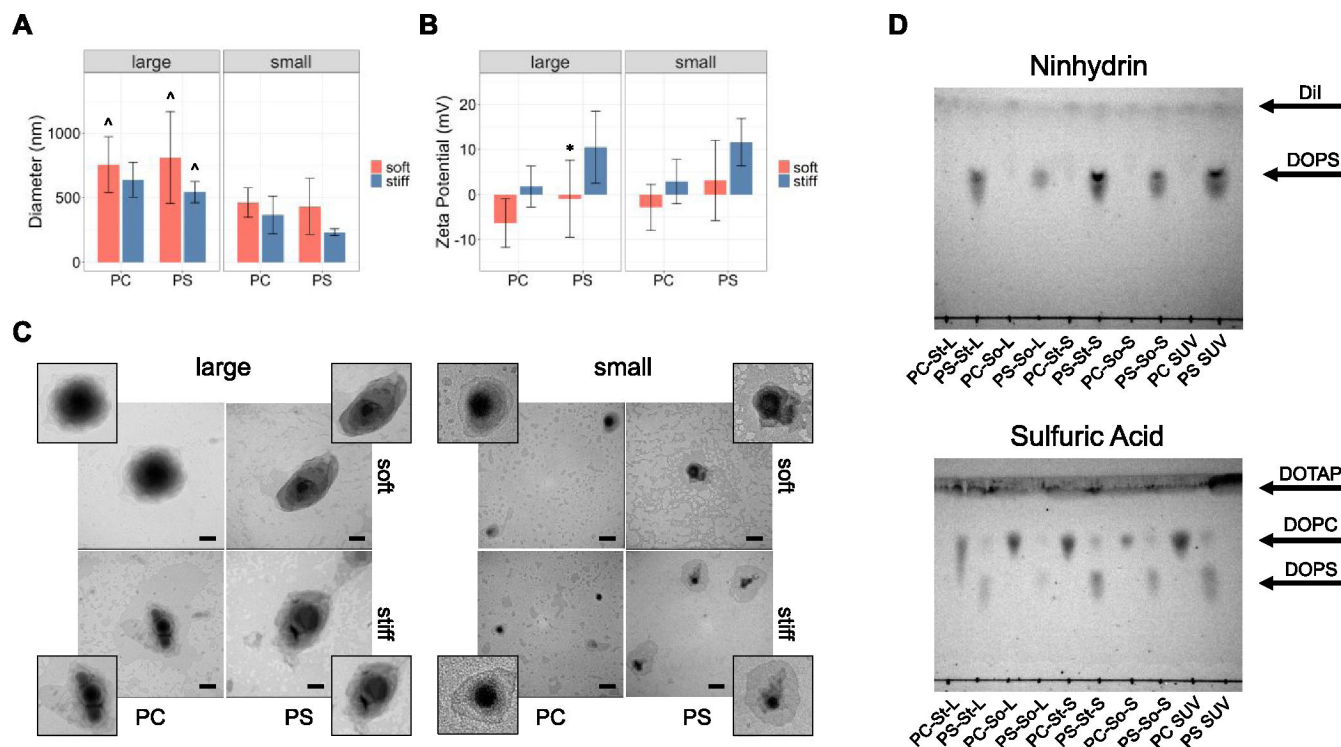 A
large
small
Diameter (nm)
1000
500
0
^
^
^
PC
PS
PC
PS
soft
stiff
B
large
small
Zeta Potential (mV)
20
10
0
-10
*
PC
PS
PC
PS
soft
stiff
C
large
small
soft
stiff
soft
stiff
PC
PS
PC
PS
D
Ninhydrin
DiI
DOPS
PC-St-L
PS-St-L
PC-So-L
PS-So-L
PC-St-S
PS-St-S
PC-So-S
PS-So-S
PC SUV
PS SUV
Sulfuric Acid
DOTAP
DOPC
DOPS
PC-St-L
PS-St-L
PC-So-L
PS-So-L
PC-St-S
PS-St-S
PC-So-S
PS-So-S
PC SUV
PS SUV